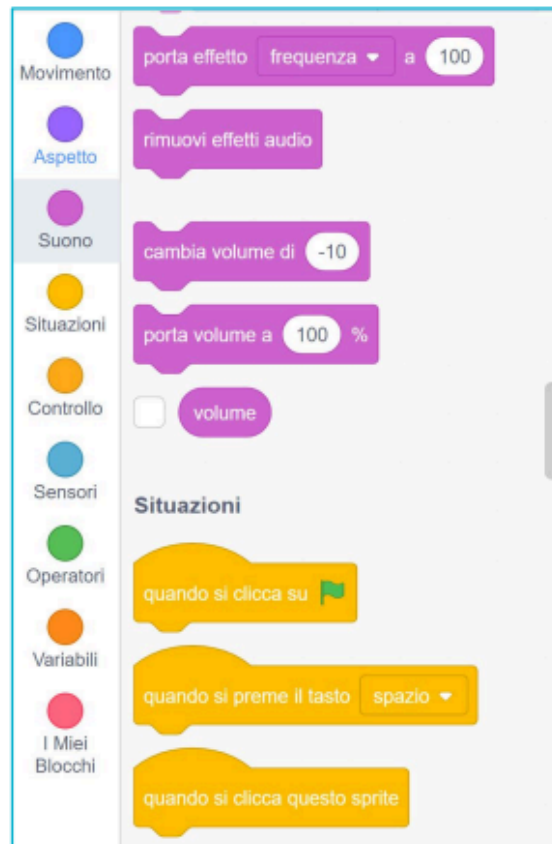 Movimento
Aspetto
Suono
Situazioni
Controllo
Sensori
Operatori
Variabili
I Miei
Blocchi
porta effetto frequenza a 100
rimuovi effetti audio
cambia volume di -10
porta volume a 100 %
volume
Situazioni
quando si clicca su
quando si preme il tasto spazio
quando si clicca questo sprite